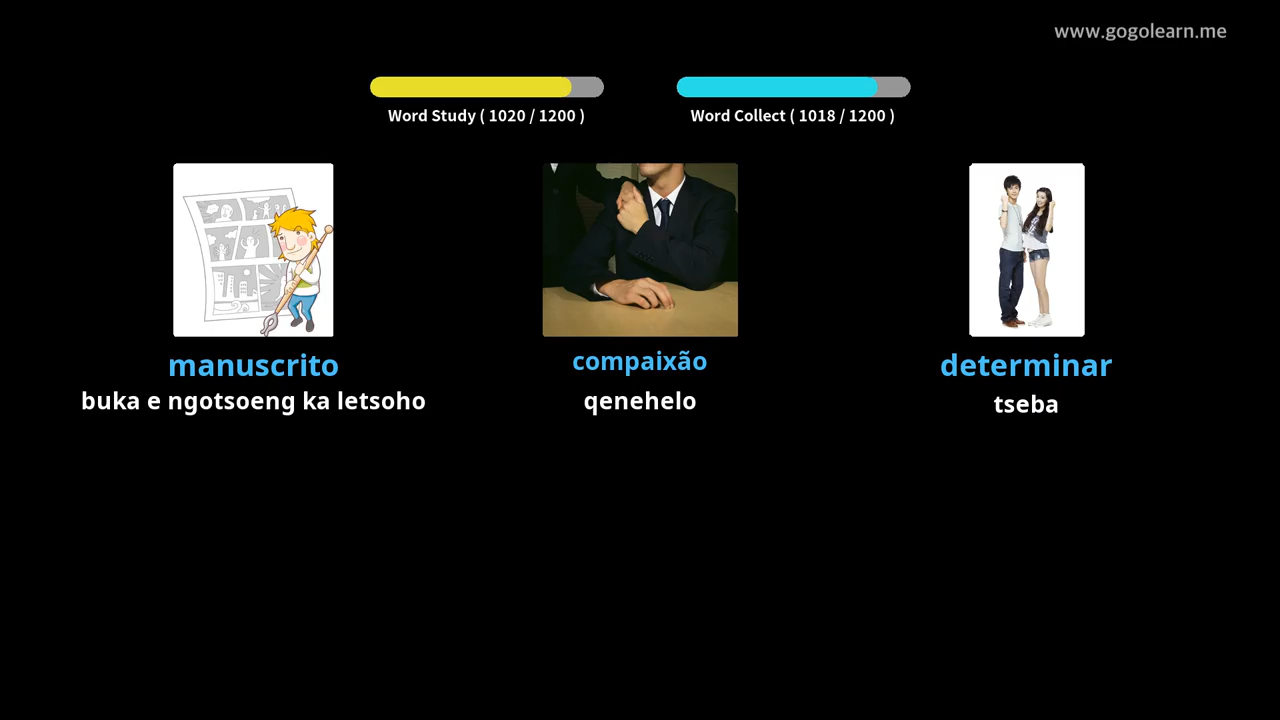 www.gogolearn.me
Word Study ( 1020 / 1200 )
Word Collect ( 1018 / 1200 )
manuscrito
buka e ngotsoeng ka letsoho
compaixão
qenehelo
determinar
tseba